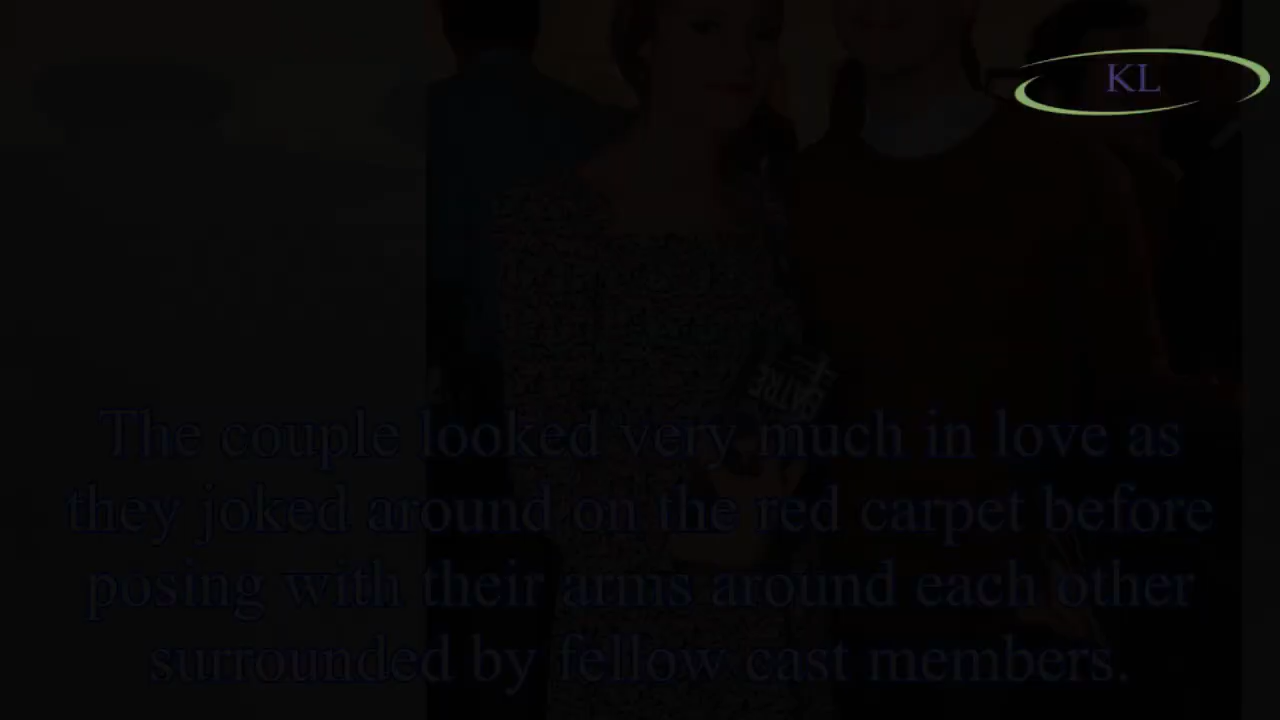 KL
The couple looked very much in love as
they joked around on the red carpet before
posing with their arms around each other
surrounded by fellow cast members.